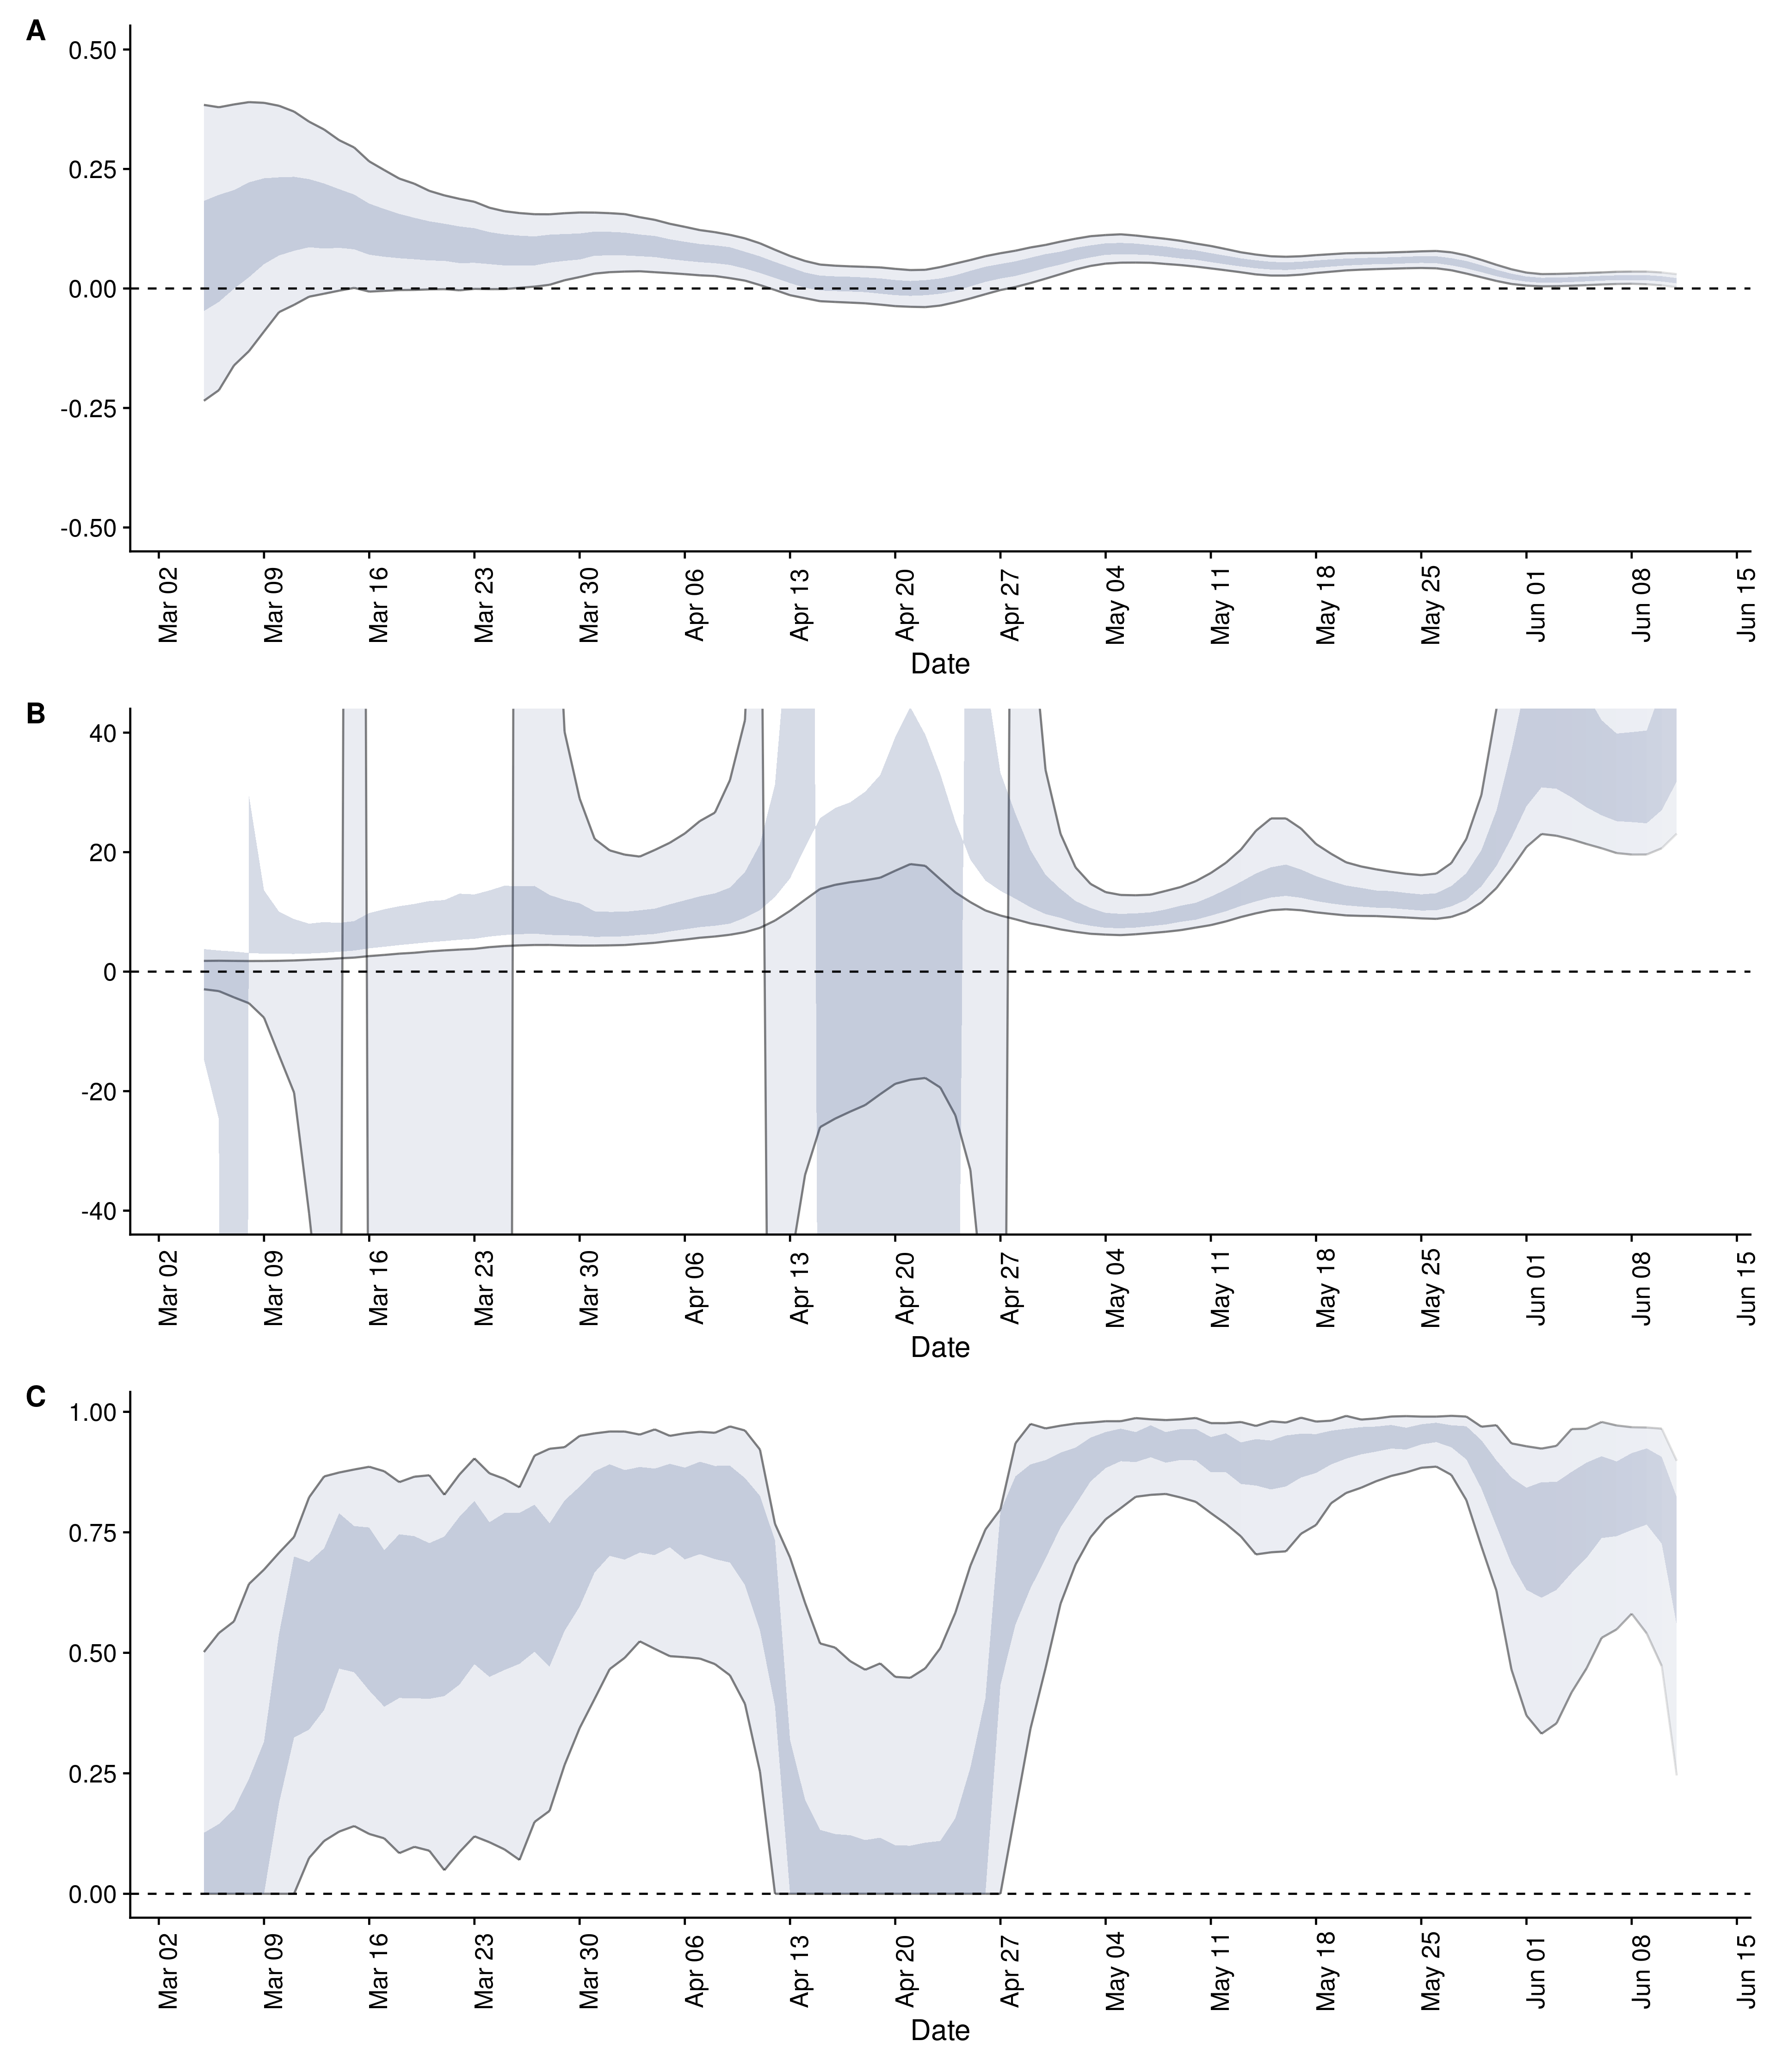 A
0.50
0.25
0.00
-0.25
-0.50
Mar 02
Mar 09
Mar 16
Mar 23
Mar 30
Apr 06
Apr 13
Apr 20
Apr 27
May 04
May 11
May 18
May 25
Jun 01
Jun 08
Jun 15
Date
B
40
20
0
-20
-40
Mar 02
Mar 09
Mar 16
Mar 23
Mar 30
Apr 06
Apr 13
Apr 20
Apr 27
May 04
May 11
May 18
May 25
Jun 01
Jun 08
Jun 15
Date
C
1.00
0.75
0.50
0.25
0.00
Mar 02
Mar 09
Mar 16
Mar 23
Mar 30
Apr 06
Apr 13
Apr 20
Apr 27
May 04
May 11
May 18
May 25
Jun 01
Jun 08
Jun 15
Date